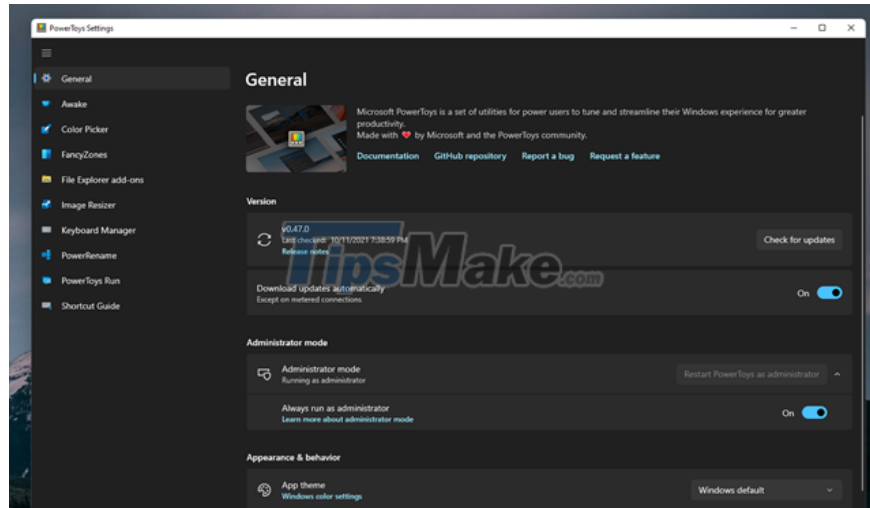 PowerToys Settings
General
Awake
Color Picker
FancyZones
File Explorer add-ons
Image Resizer
Keyboard Manager
PowerRename
PowerToys Run
Shortcut Guide
General
Microsoft PowerToys is a set of utilities for power users to tune and streamline their Windows experience for greater
productivity.
Made with ❤ by Microsoft and the PowerToys community.
Documentation GitHub repository Report a bug Request a feature
Version
v0.47.0
Last checked: 10/11/2021 7:38:59 PM
Release notes
Check for updates
TipsMake.com
Download updates automatically
Except on metered connections
On
Administrator mode
Administrator mode
Running as administrator
Restart PowerToys as administrator
Always run as administrator
Learn more about administrator mode
On
Appearance & behavior
App theme
Windows color settings
Windows default